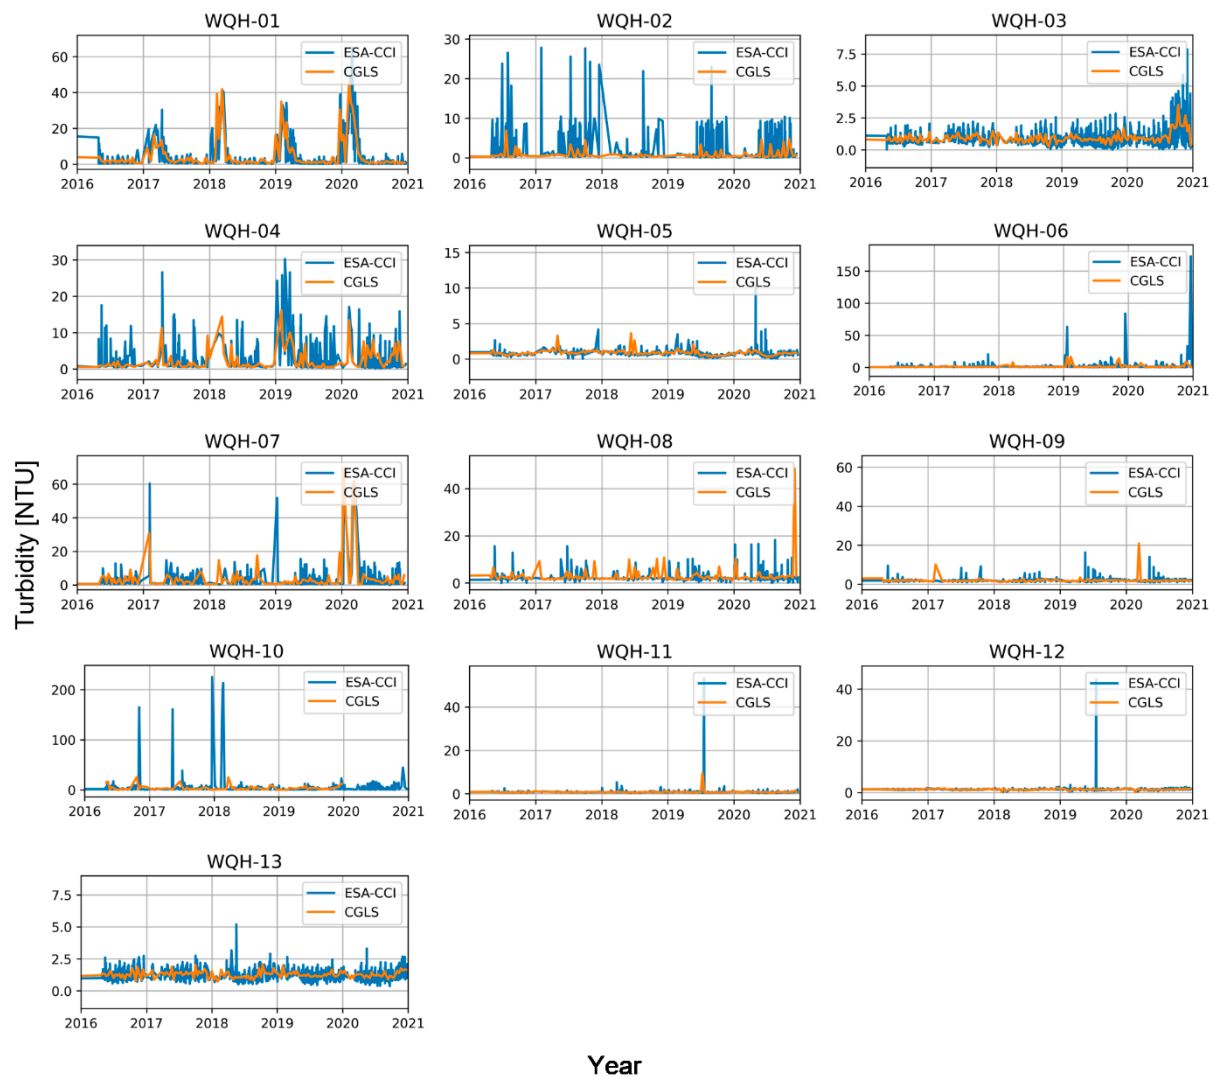 WQH-01
60
40
20
0
2016 2017 2018 2019 2020 2021
ESA-CCI
CGLS
WQH-02
30
20
10
0
2016 2017 2018 2019 2020 2021
ESA-CCI
CGLS
WQH-03
7.5
5.0
2.5
0.0
2016 2017 2018 2019 2020 2021
ESA-CCI
CGLS
WQH-04
30
20
10
0
2016 2017 2018 2019 2020 2021
ESA-CCI
CGLS
WQH-05
15
10
5
0
2016 2017 2018 2019 2020 2021
ESA-CCI
CGLS
WQH-06
150
100
50
0
2016 2017 2018 2019 2020 2021
ESA-CCI
CGLS
Turbidity [NTU]
WQH-07
60
40
20
0
2016 2017 2018 2019 2020 2021
ESA-CCI
CGLS
WQH-08
40
20
0
2016 2017 2018 2019 2020 2021
ESA-CCI
CGLS
WQH-09
60
40
20
0
2016 2017 2018 2019 2020 2021
ESA-CCI
CGLS
WQH-10
200
100
0
2016 2017 2018 2019 2020 2021
ESA-CCI
CGLS
WQH-11
40
20
0
2016 2017 2018 2019 2020 2021
ESA-CCI
CGLS
WQH-12
40
20
0
2016 2017 2018 2019 2020 2021
ESA-CCI
CGLS
WQH-13
7.5
5.0
2.5
0.0
2016 2017 2018 2019 2020 2021
ESA-CCI
CGLS
Year